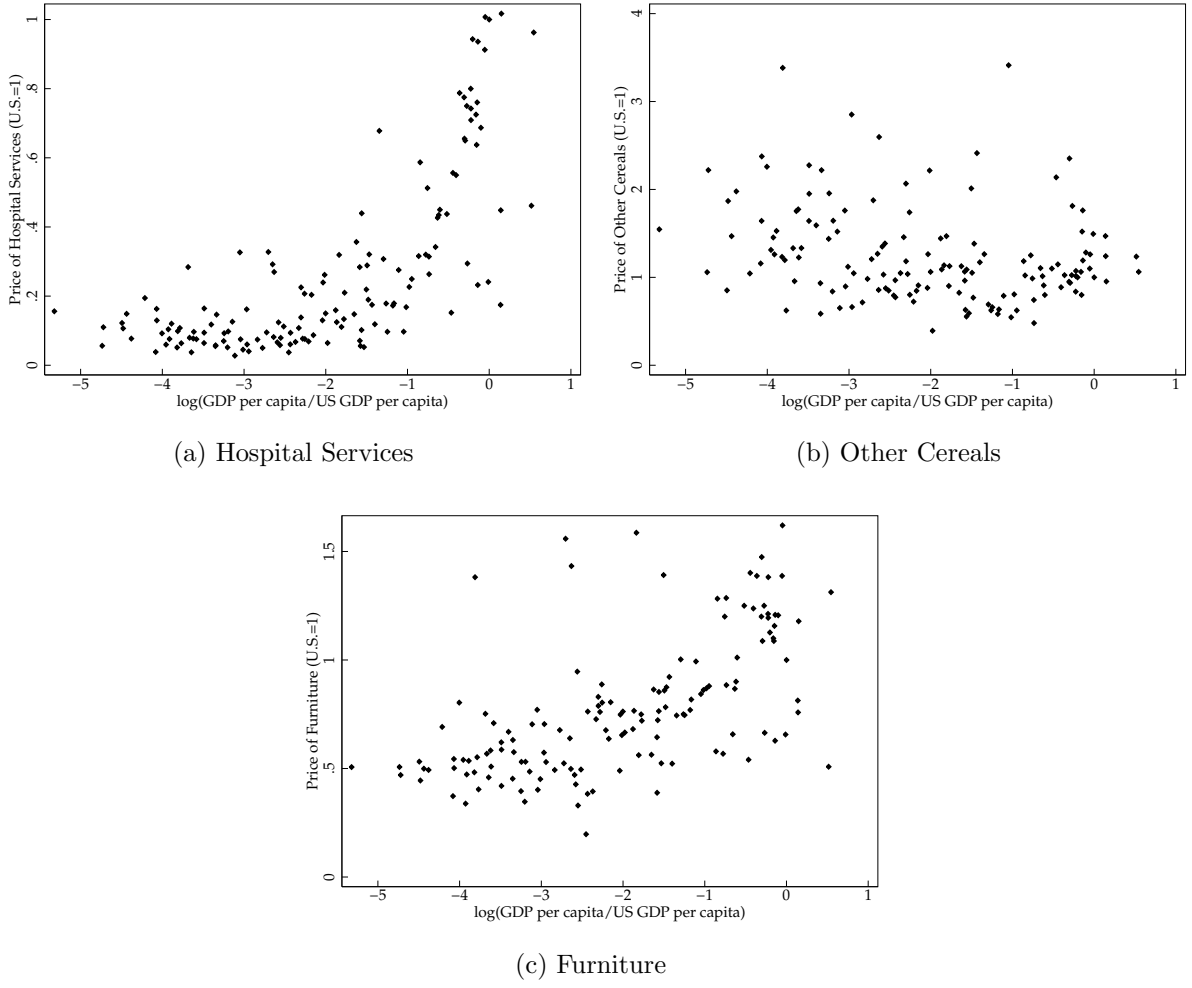 Price of Hospital Services (U.S.=1)
1
.8
.6
.4
.2
0
−5 −4 −3 −2 −1 0 1
log(GDP per capita/US GDP per capita)
(a) Hospital Services
Price of Other Cereals (U.S.=1)
4
3
2
1
0
−5 −4 −3 −2 −1 0 1
log(GDP per capita/US GDP per capita)
(b) Other Cereals
Price of Furniture (U.S.=1)
1.5
1
.5
0
−5 −4 −3 −2 −1 0 1
log(GDP per capita/US GDP per capita)
(c) Furniture